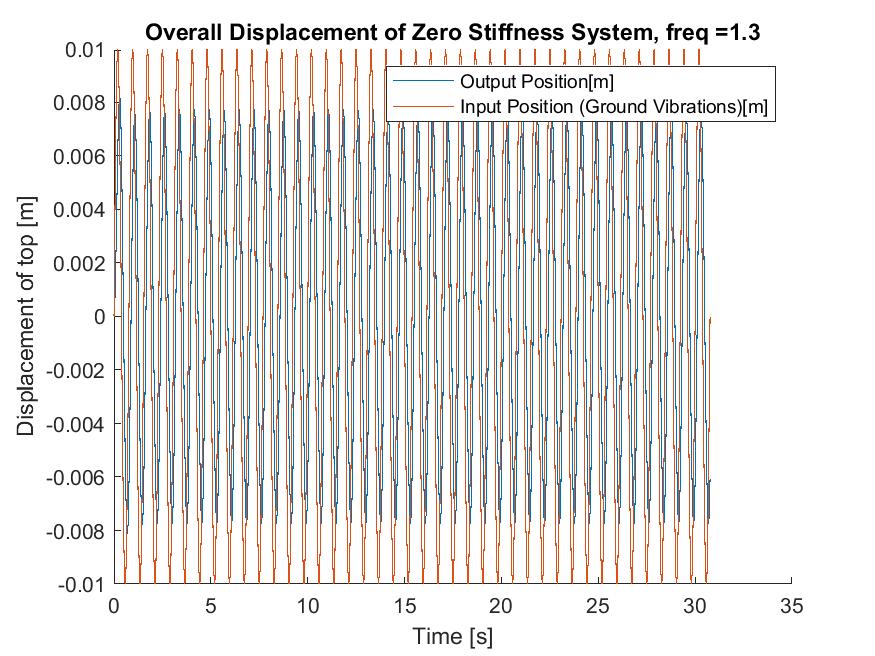 Overall Displacement of Zero Stiffness System, freq =1.3
Output Position[m]
Input Position (Ground Vibrations)[m]
Displacement of top [m]
0.01
0.008
0.006
0.004
0.002
0
-0.002
-0.004
-0.006
-0.008
-0.01
0 5 10 15 20 25 30 35
Time [s]